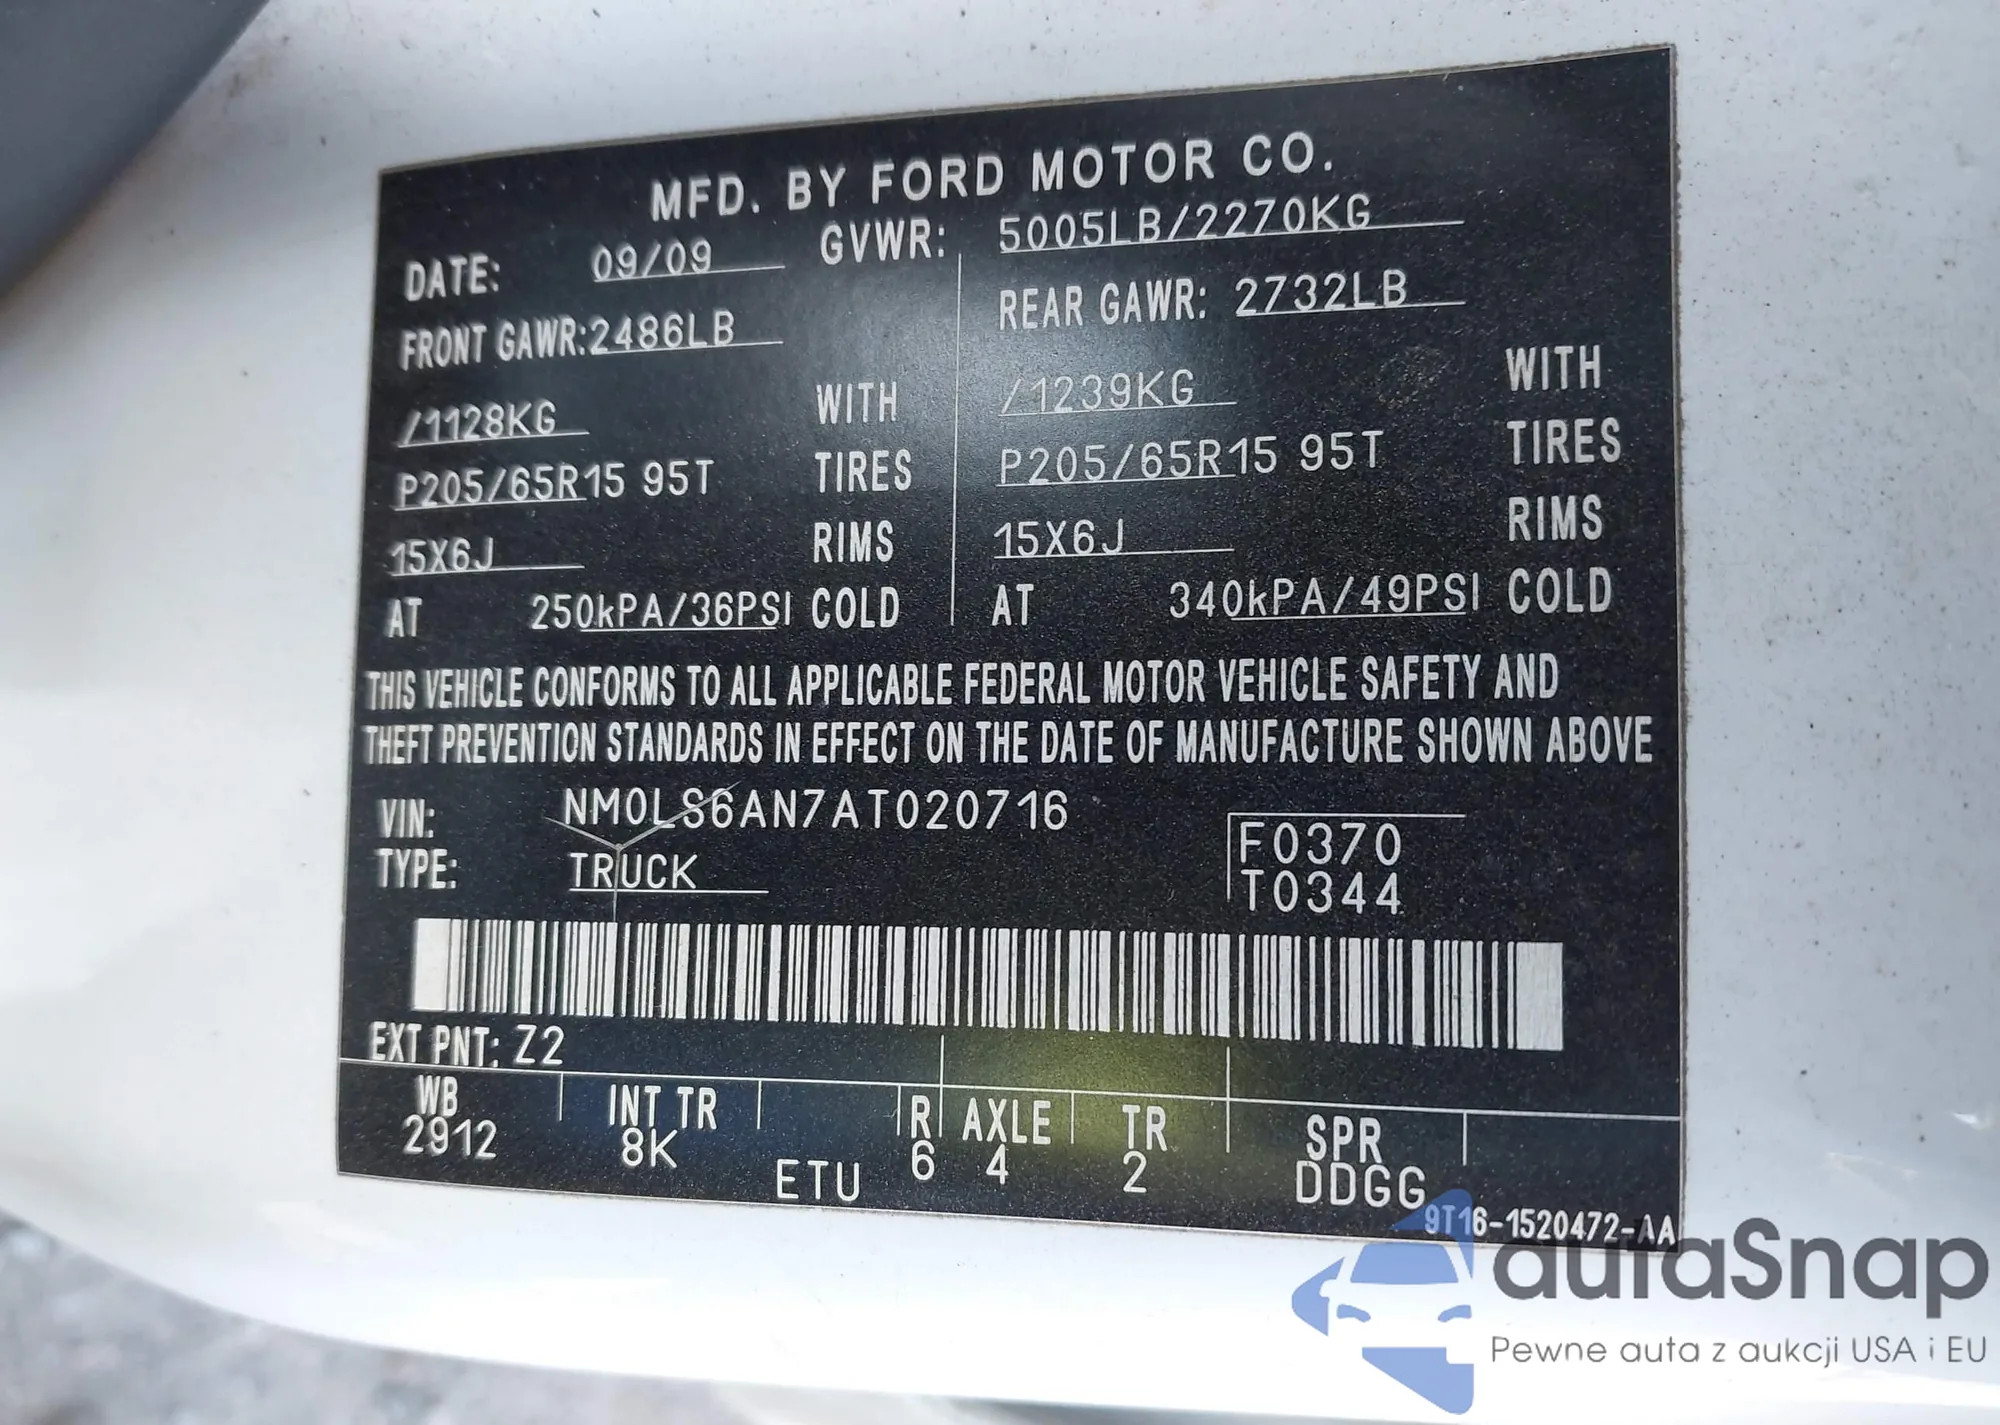 MFD. BY FORD MOTOR CO.
DATE: 09/09 GVWR: 5005LB/2270KG
FRONT GAWR:2486LB REAR GAWR: 2732LB
/1128KG WITH /1239KG WITH
P205/65R15 95T TIRES P205/65R15 95T TIRES
15X6J RIMS 15X6J RIMS
AT 250kPA/36PSI COLD AT 340kPA/49PSI COLD
THIS VEHICLE CONFORMS TO ALL APPLICABLE FEDERAL MOTOR VEHICLE SAFETY AND
THEFT PREVENTION STANDARDS IN EFFECT ON THE DATE OF MANUFACTURE SHOWN ABOVE
VIN: NM0LS6AN7AT020716
TYPE: TRUCK
F0370
T0344
EXT PNT: Z2
WB INT TR R AXLE TR SPR
2912 8K ETU 6 4 2 DDGG
9T16-1520472-AA
autaSnap
Pewne auta z aukcji USA i EU